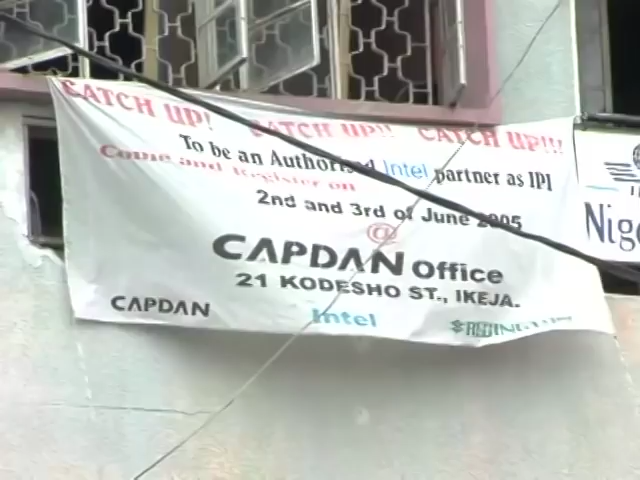 CATCH UP! CATCH UP!! CATCH UP!!!
To be an Authorised Intel partner as IPI
Come and Register on
2nd and 3rd of June 2005
@
CAPDAN Office
21 KODESHO ST., IKEJA.
CAPDAN Intel